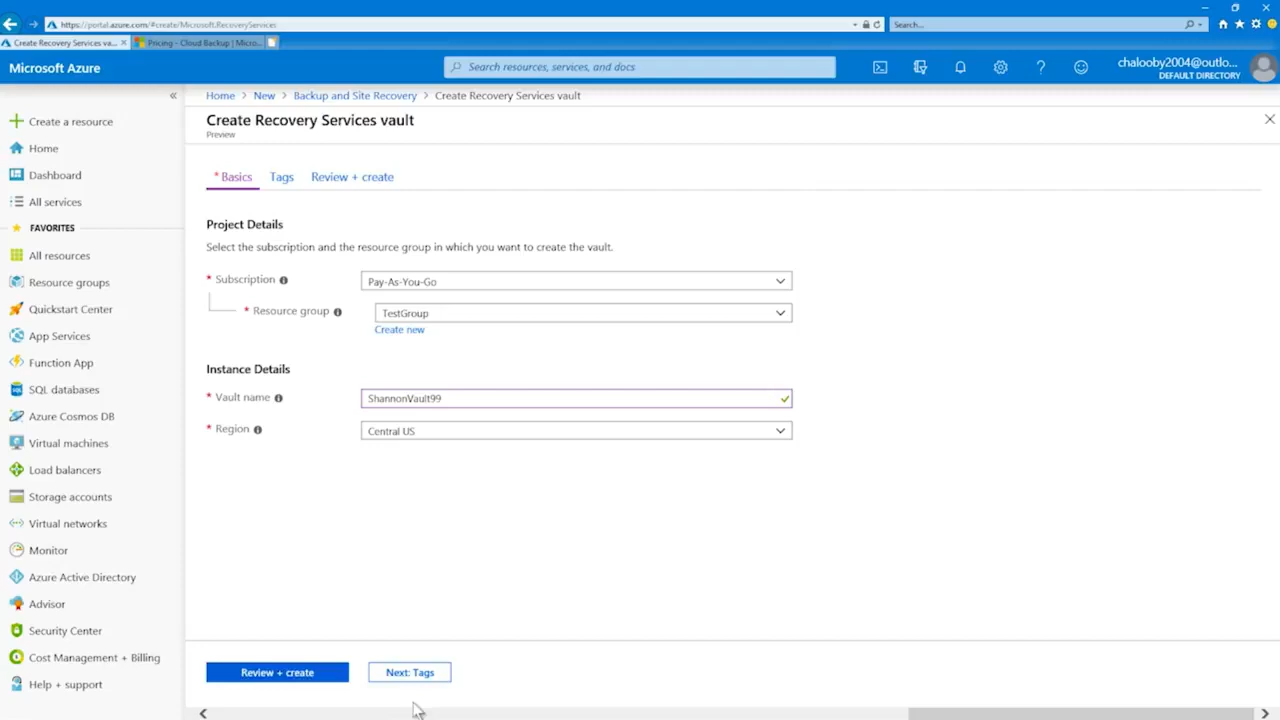 https://portal.azure.com/#create/Microsoft.RecoveryServices
Search...
Create Recovery Services va...
Pricing - Cloud Backup | Micro...
Microsoft Azure
Search resources, services, and docs
chalooby2004@outlo...
DEFAULT DIRECTORY
Home > New > Backup and Site Recovery > Create Recovery Services vault
Create Recovery Services vault
Preview
* Basics
Tags
Review + create
Project Details
Select the subscription and the resource group in which you want to create the vault.
* Subscription
Pay-As-You-Go
* Resource group
TestGroup
Create new
Instance Details
* Vault name
ShannonVault99
* Region
Central US
Review + create
Next: Tags
Create a resource
Home
Dashboard
All services
FAVORITES
All resources
Resource groups
Quickstart Center
App Services
Function App
SQL databases
Azure Cosmos DB
Virtual machines
Load balancers
Storage accounts
Virtual networks
Monitor
Azure Active Directory
Advisor
Security Center
Cost Management + Billing
Help + support